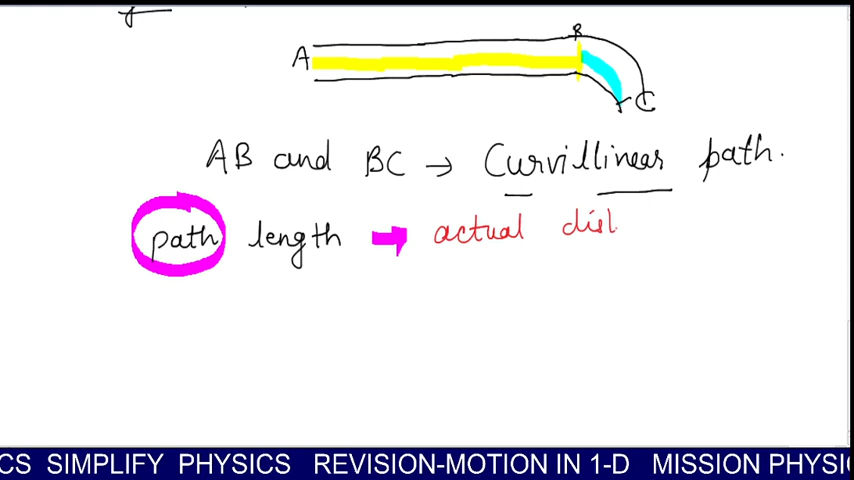 A B C
AB and BC → Curvillinear path.
path length → actual dist
CS SIMPLIFY PHYSICS REVISION-MOTION IN 1-D MISSION PHYSIC